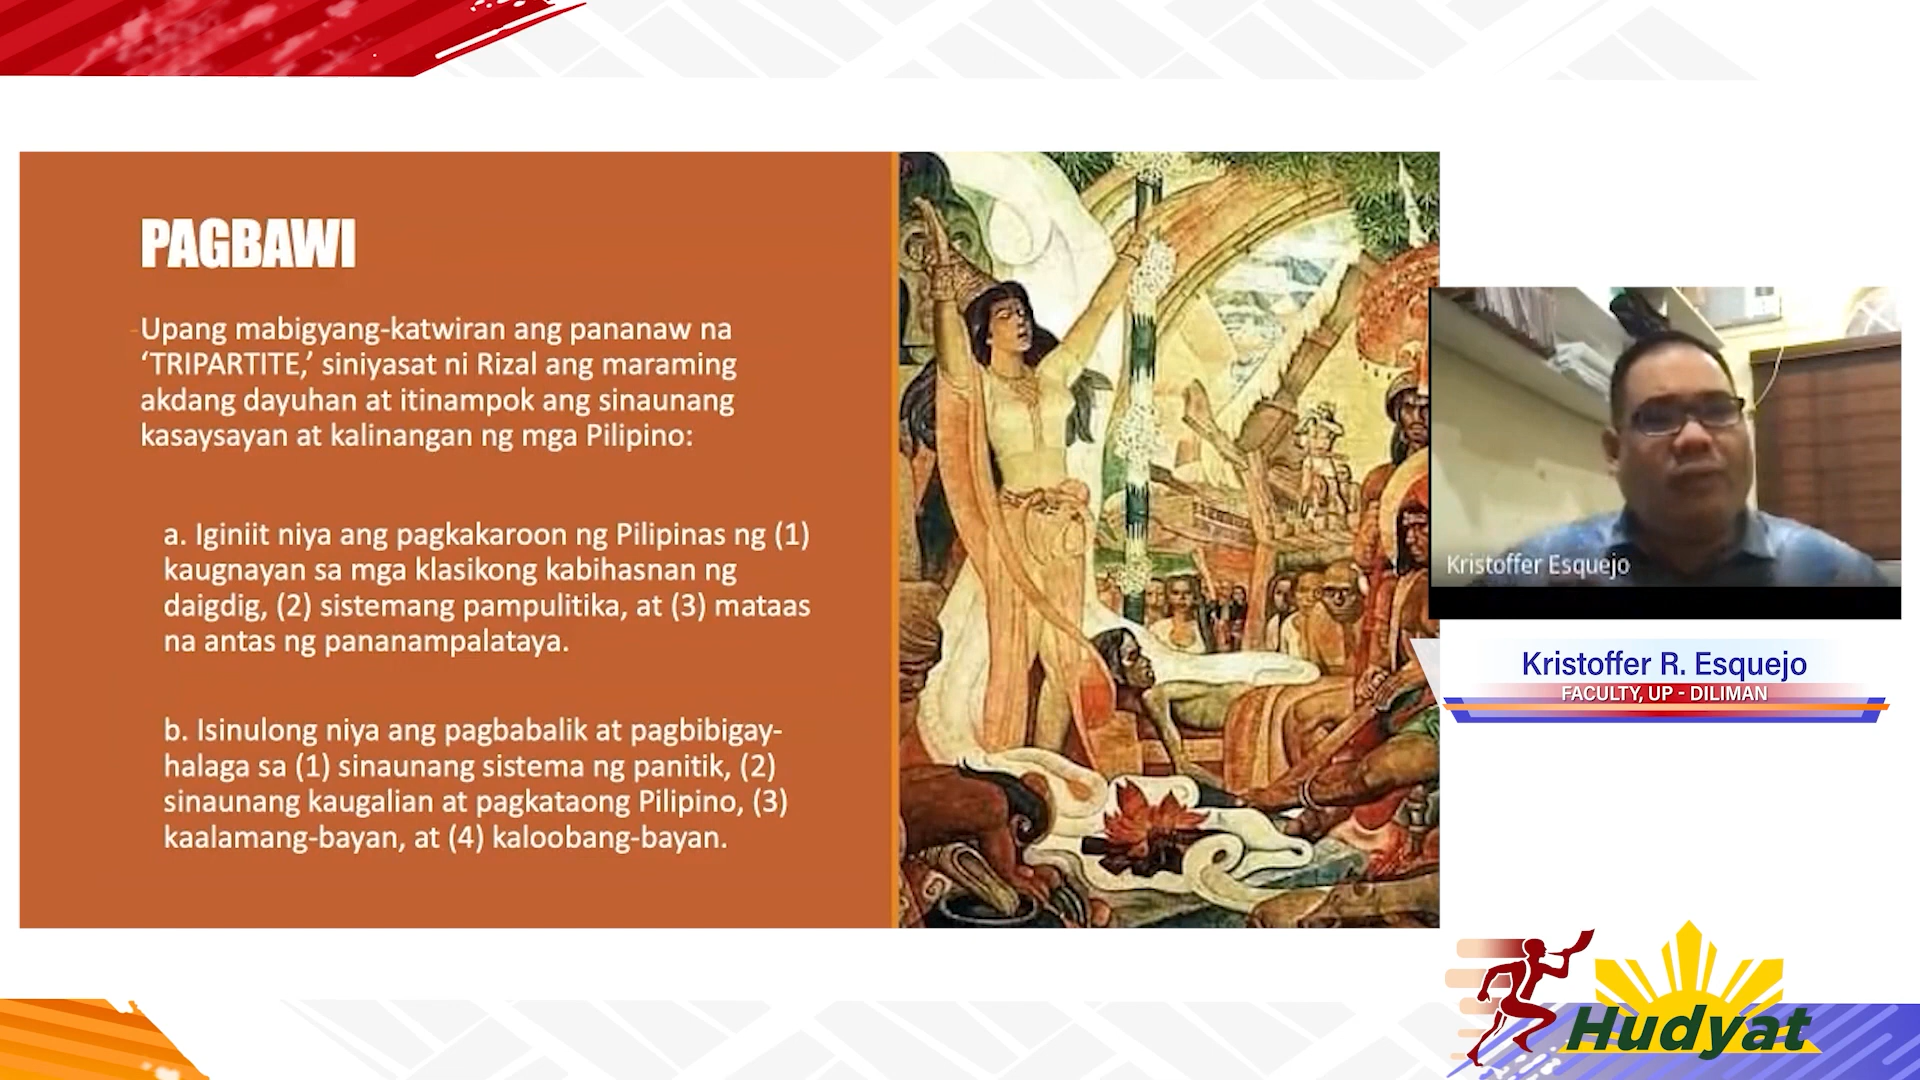 PAGBAWI
-Upang mabigyang-katwiran ang pananaw na
‘TRIPARTITE,’ siniyasat ni Rizal ang maraming
akdang dayuhan at itinampok ang sinaunang
kasaysayan at kalinangan ng mga Pilipino:
a. Iginiit niya ang pagkakaroon ng Pilipinas ng (1)
kaugnayan sa mga klasikong kabihasnan ng
daigdig, (2) sistemang pampulitika, at (3) mataas
na antas ng pananampalataya.
b. Isinulong niya ang pagbabalik at pagbibigay-
halaga sa (1) sinaunang sistema ng panitik, (2)
sinaunang kaugalian at pagkataong Pilipino, (3)
kaalamang-bayan, at (4) kaloobang-bayan.
Kristoffer Esquejo
Kristoffer R. Esquejo
FACULTY, UP - DILIMAN
Hudyat